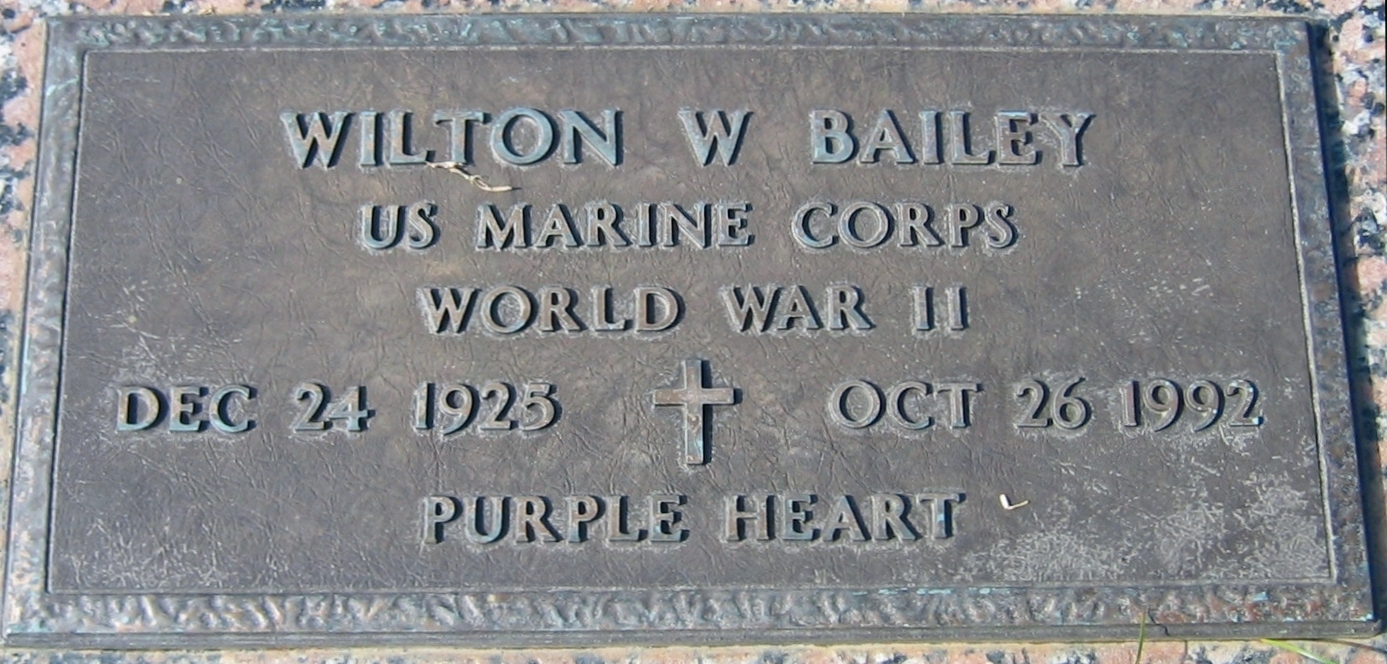 WILTON W BAILEY
US MARINE CORPS
WORLD WAR II
DEC 24 1925 OCT 26 1992
PURPLE HEART